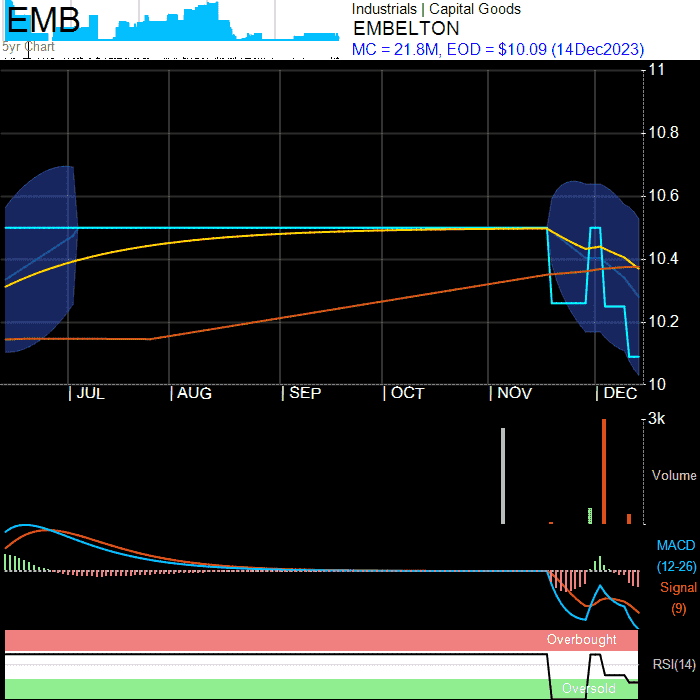 EMB
5yr Chart
Industrials | Capital Goods
EMBELTON
MC = 21.8M, EOD = $10.09 (14Dec2023)
11
10.8
10.6
10.4
10.2
10
| JUL | AUG | SEP | OCT | NOV | DEC
3k
Volume
MACD
(12-26)
Signal
(9)
Overbought
RSI(14)
Oversold